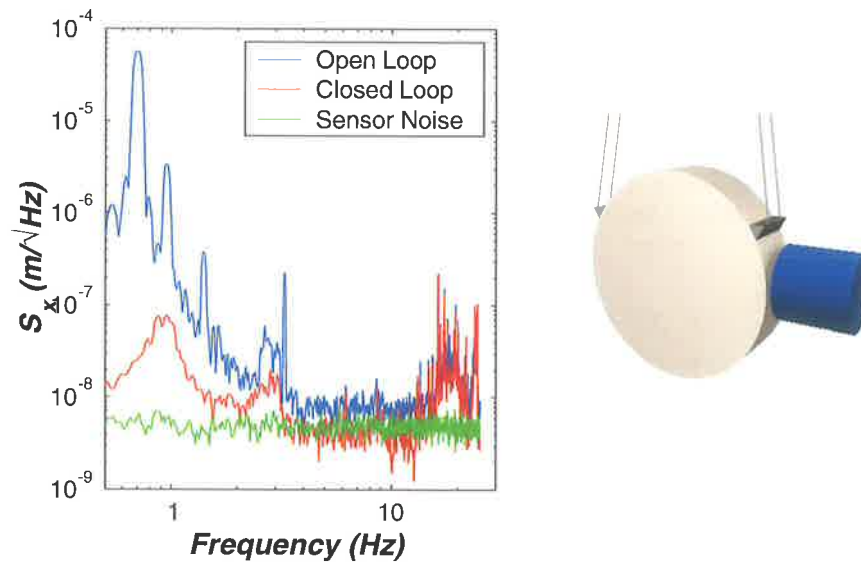 10^-4
10^-5
10^-6
10^-7
10^-8
10^-9
S_x (m/√Hz)
Open Loop
Closed Loop
Sensor Noise
1
10
Frequency (Hz)